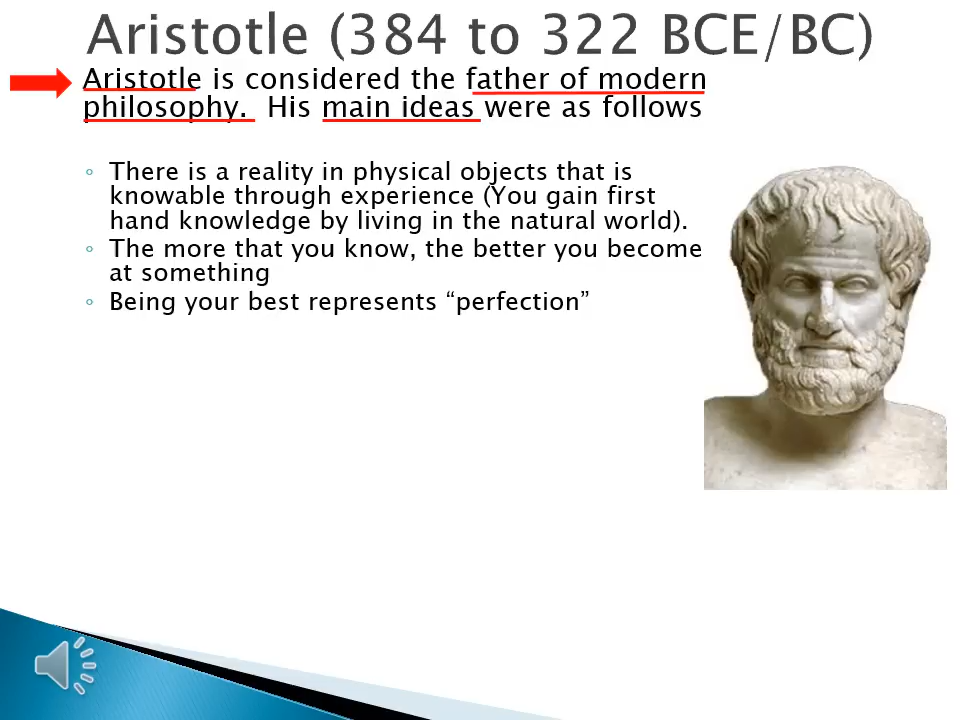 Aristotle (384 to 322 BCE/BC)
Aristotle is considered the father of modern
philosophy.  His main ideas were as follows
◦ There is a reality in physical objects that is
knowable through experience (You gain first
hand knowledge by living in the natural world).
◦ The more that you know, the better you become
at something
◦ Being your best represents “perfection”